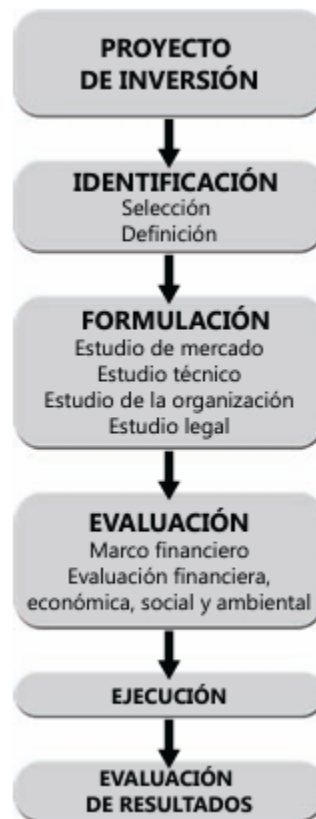 PROYECTO
DE INVERSIÓN
IDENTIFICACIÓN
Selección
Definición
FORMULACIÓN
Estudio de mercado
Estudio técnico
Estudio de la organización
Estudio legal
EVALUACIÓN
Marco financiero
Evaluación financiera,
económica, social y ambiental
EJECUCIÓN
EVALUACIÓN
DE RESULTADOS